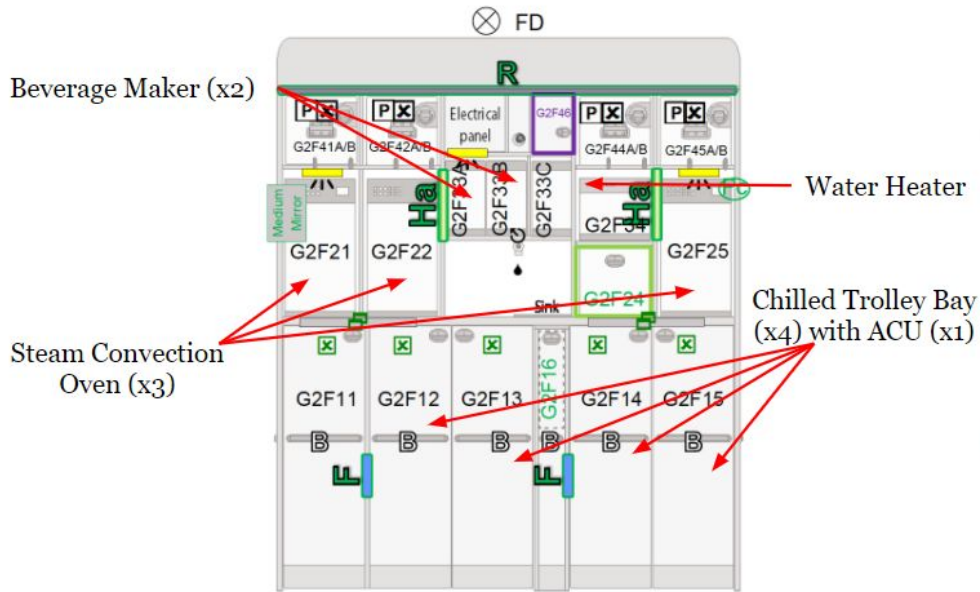 FD
R
Beverage Maker (x2)
P X P X Electrical panel G2F46 P X P X
G2F41A/B G2F42A/B G2F44A/B G2F45A/B
Water Heater
Medium Mirror
Ha G2F33A G2F33B G2F33C G2F34 Ha
G2F21 G2F22 G G2F25
Sink G2F24
Chilled Trolley Bay
(x4) with ACU (x1)
Steam Convection
Oven (x3)
G2F11 G2F12 G2F13 G2F16 G2F14 G2F15
B B B B B B
F F